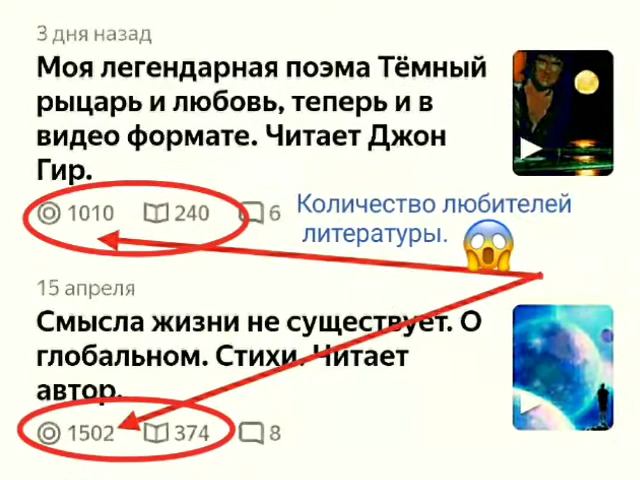 3 дня назад
Моя легендарная поэма Тёмный
рыцарь и любовь, теперь и в
видео формате. Читает Джон
Гир.
1010 240 6
Количество любителей
литературы.
15 апреля
Смысла жизни не существует. О
глобальном. Стихи. Читает
автор.
1502 374 8